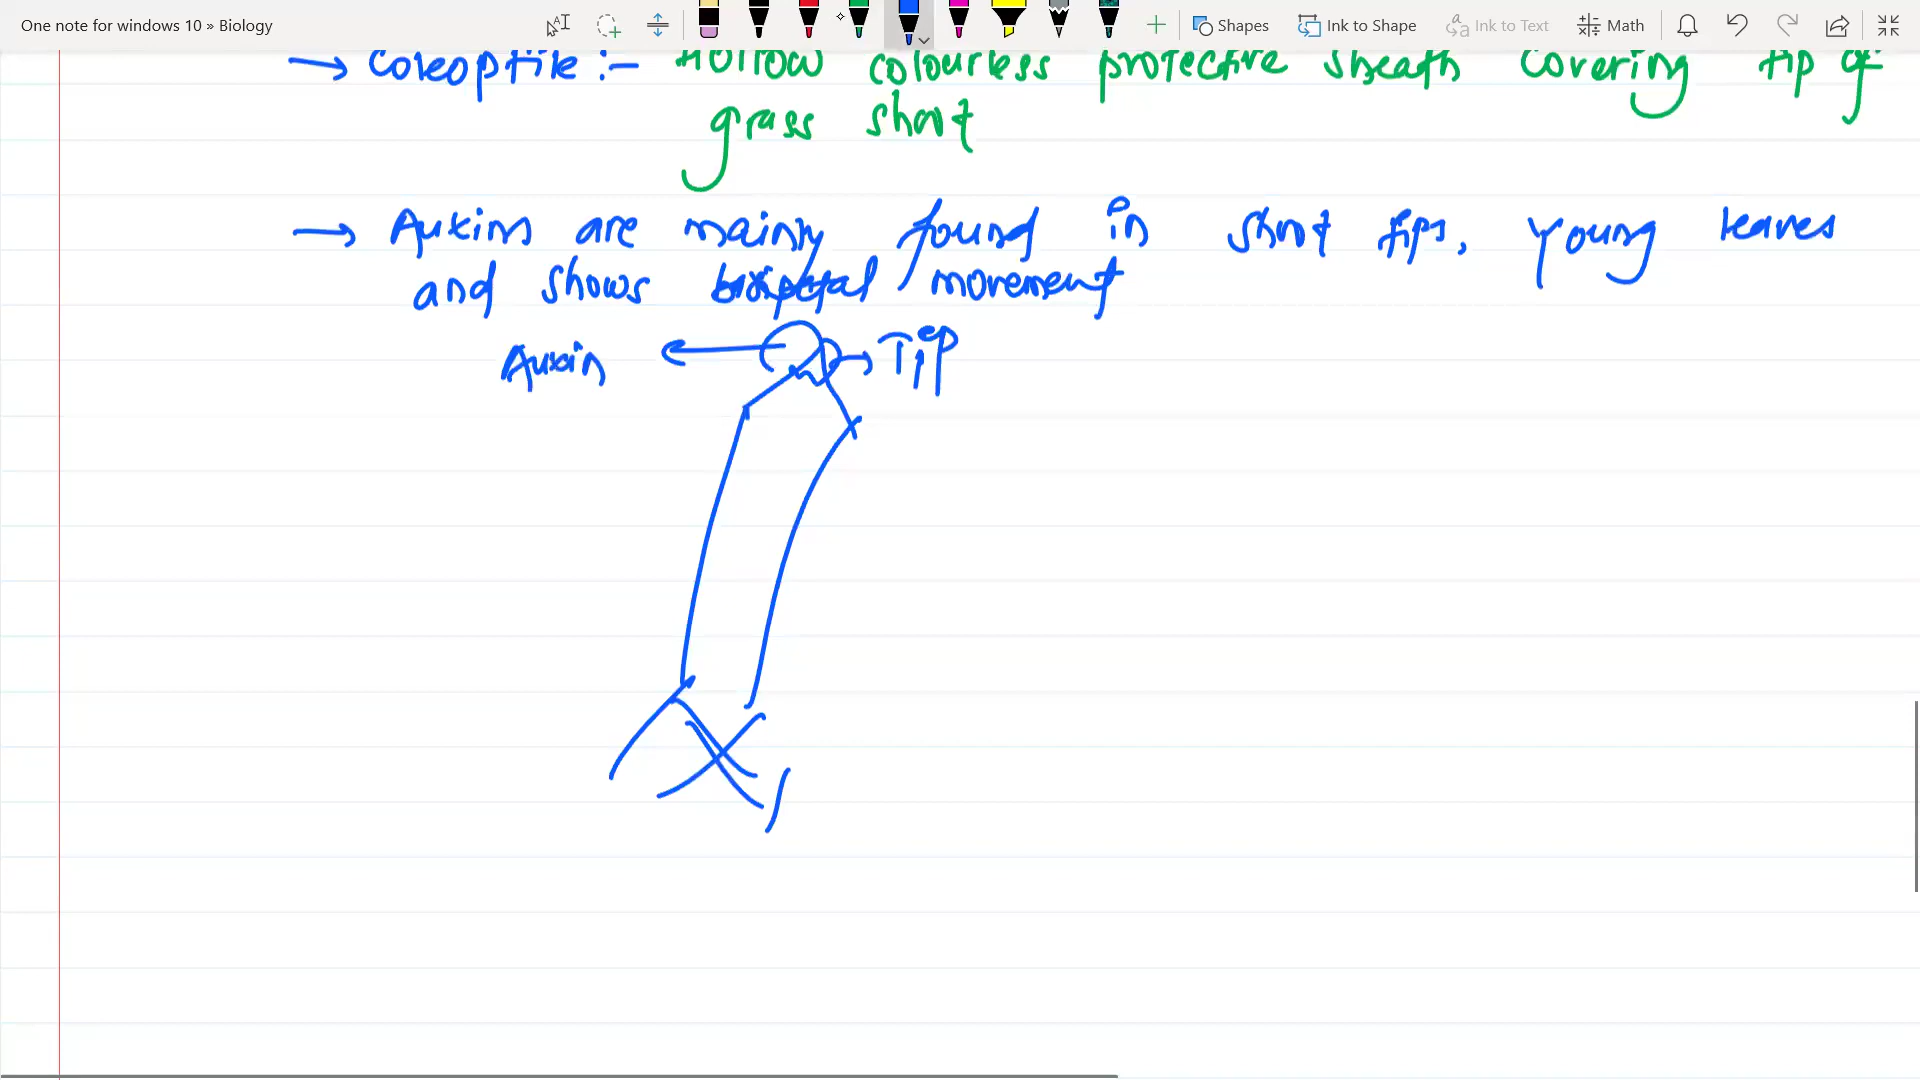 One note for windows 10 » Biology
Shapes
Ink to Shape
Ink to Text
Math
→ Coleoptile :- Hollow colourless protective sheath covering tip of
grass shoot
→ Auxins are mainly found in shoot tips, young leaves
and shows movement
Auxin ← → Tip